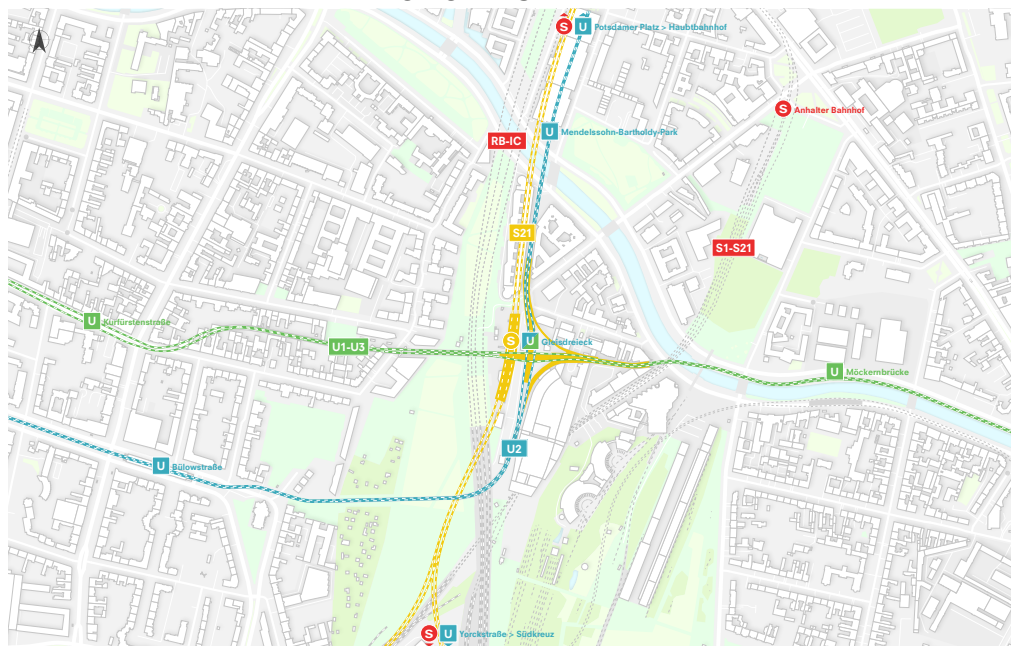 S U Potsdamer Platz > Haubtbahnhof
S Anhalter Bahnhof
U Mendelssohn-Bartholdy-Park
RB-IC
S21
S1-S21
U Kurfürstenstraße
S U Gleisdreieck
U1-U3
U Möckernbrücke
U2
U Bülowstraße
S U Yorckstraße > Südkreuz